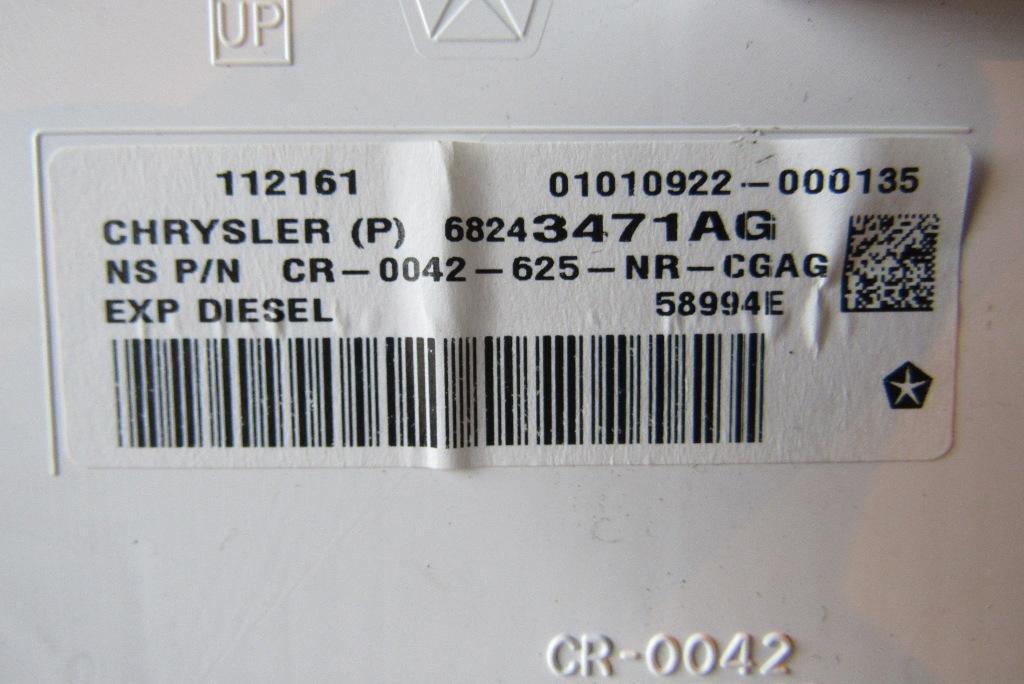 UP
112161 01010922-000135
CHRYSLER (P) 68243471AG
NS P/N CR-0042-625-NR-CGAG
EXP DIESEL 58994E
CR-0042